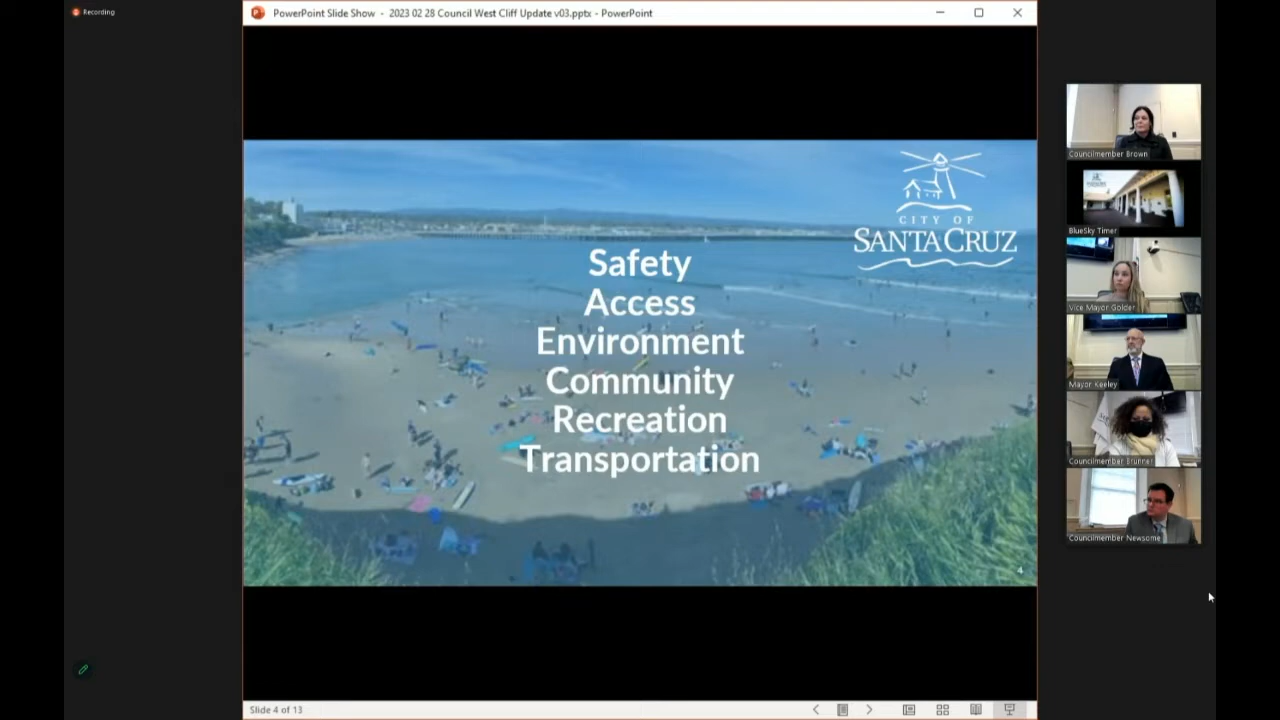 Recording
PowerPoint Slide Show - 2023 02 28 Council West Cliff Update v03.pptx - PowerPoint
CITY OF
SANTA CRUZ
Safety
Access
Environment
Community
Recreation
Transportation
4
Councilmember Brown
BlueSky Timer
Vice Mayor Golder
Mayor Keeley
Councilmember Brunner
Councilmember Newsome
Slide 4 of 13